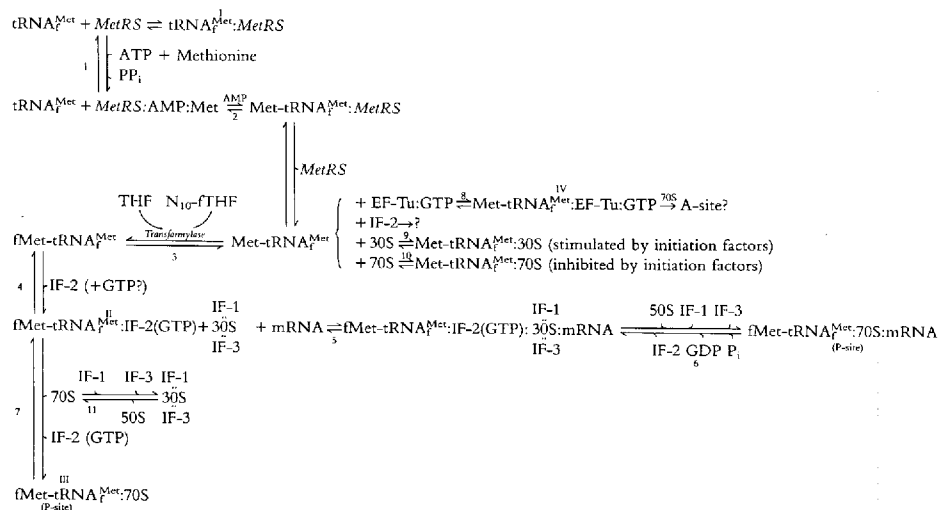 I
tRNA_f^Met + MetRS ⇌ tRNA_f^Met:MetRS
1
ATP + Methionine
PPi
tRNA_f^Met + MetRS:AMP:Met AMP ⇌ 2 Met-tRNA_f^Met:MetRS
MetRS
THF N10-fTHF
IV
+ EF-Tu:GTP 8 ⇌ Met-tRNA_f^Met:EF-Tu:GTP 70S → A-site?
+ IF-2→?
fMet-tRNA_f^Met Transformylase 3 Met-tRNA_f^Met
+ 30S 9 ⇌ Met-tRNA_f^Met:30S (stimulated by initiation factors)
+ 70S 10 ⇌ Met-tRNA_f^Met:70S (inhibited by initiation factors)
4 IF-2 (+GTP?)
II IF-1 IF-1 50S IF-1 IF-3
fMet-tRNA_f^Met:IF-2(GTP) + 30S + mRNA ⇌ 5 fMet-tRNA_f^Met:IF-2(GTP):30S:mRNA fMet-tRNA_f^Met:70S:mRNA
IF-3 IF-3 IF-2 GDP Pi (P-site)
6
IF-1 IF-3 IF-1
7 70S 30S
11 50S IF-3
IF-2 (GTP)
III
fMet-tRNA_f^Met:70S
(P-site)